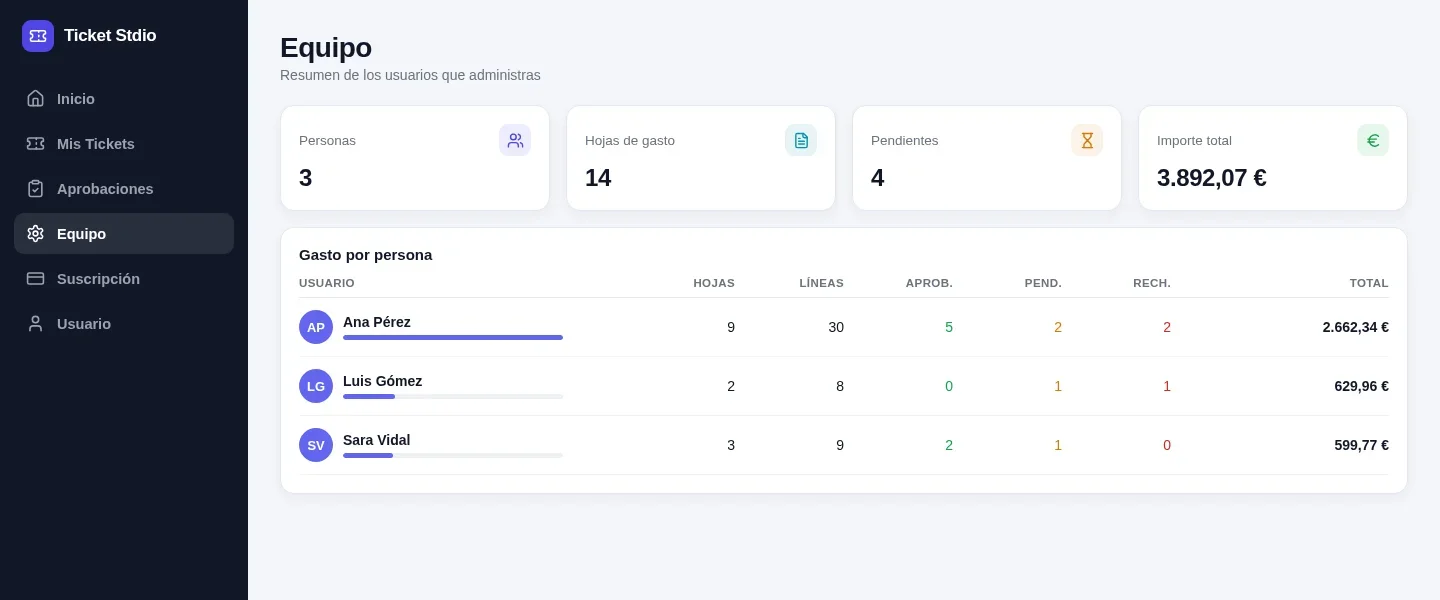 Ticket Stdio
Inicio
Mis Tickets
Aprobaciones
Equipo
Suscripción
Usuario
Equipo
Resumen de los usuarios que administras
Personas
3
Hojas de gasto
14
Pendientes
4
Importe total
3.892,07 €
Gasto por persona
USUARIO HOJAS LÍNEAS APROB. PEND. RECH. TOTAL
AP Ana Pérez 9 30 5 2 2 2.662,34 €
LG Luis Gómez 2 8 0 1 1 629,96 €
SV Sara Vidal 3 9 2 1 0 599,77 €